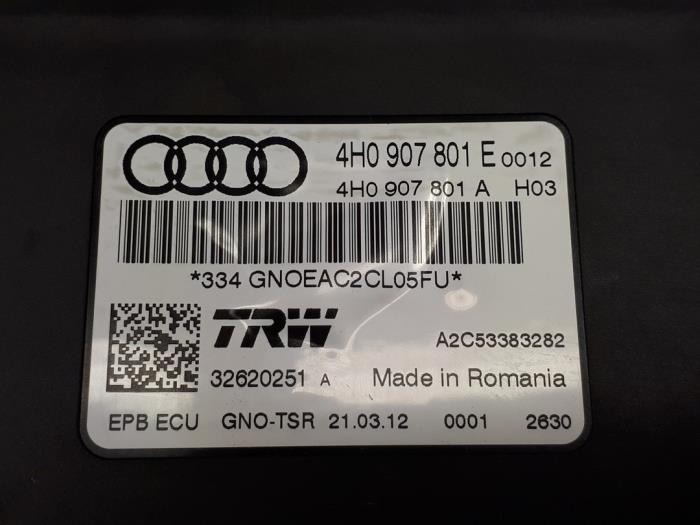 4H0 907 801 E 0012
4H0 907 801 A H03
*334 GNOEAC2CL05FU*
TRW A2C53383282
32620251 A Made in Romania
EPB ECU GNO-TSR 21.03.12 0001 2630